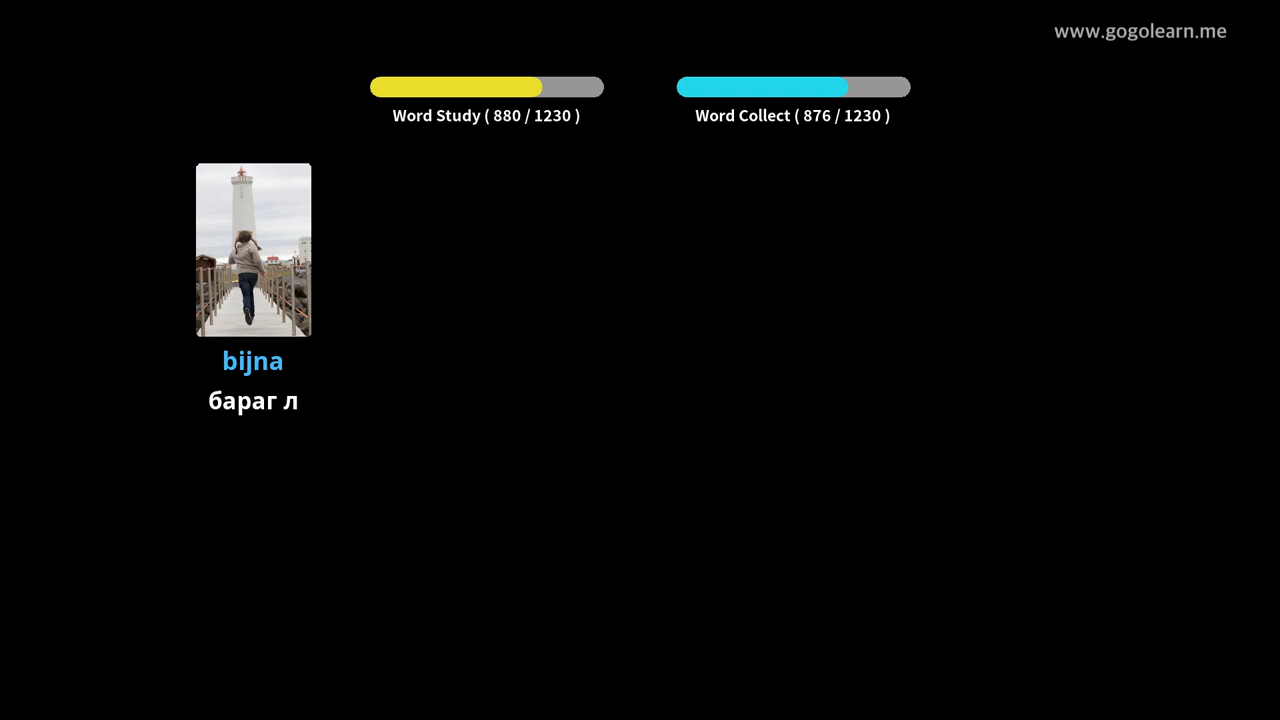 www.gogolearn.me
Word Study ( 880 / 1230 )
Word Collect ( 876 / 1230 )
bijna
бараг л